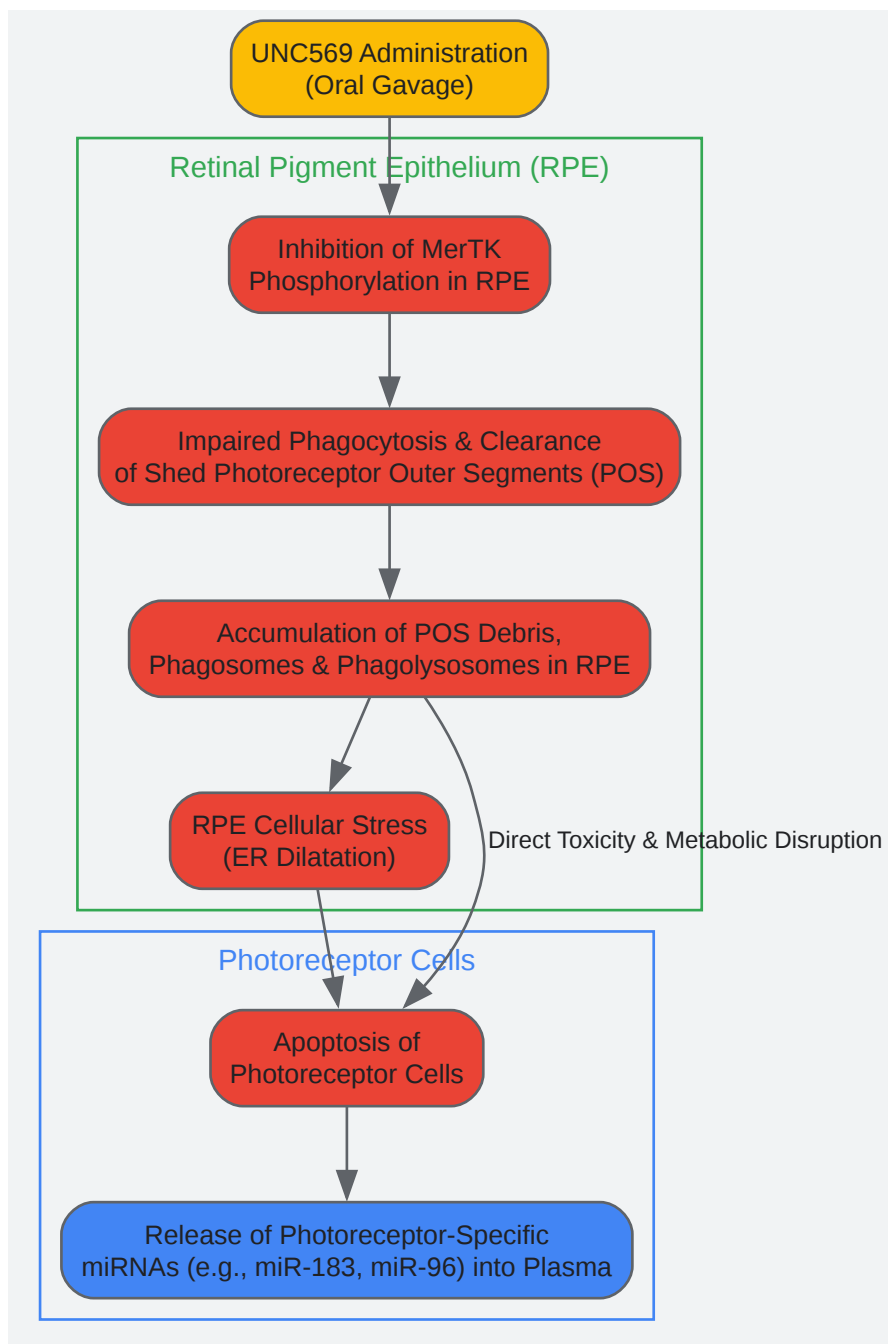 UNC569 Administration
(Oral Gavage)
Retinal Pigment Epithelium (RPE)
Inhibition of MerTK
Phosphorylation in RPE
Impaired Phagocytosis & Clearance
of Shed Photoreceptor Outer Segments (POS)
Accumulation of POS Debris,
Phagosomes & Phagolysosomes in RPE
RPE Cellular Stress
(ER Dilatation)
Direct Toxicity & Metabolic Disruption
Photoreceptor Cells
Apoptosis of
Photoreceptor Cells
Release of Photoreceptor-Specific
miRNAs (e.g., miR-183, miR-96) into Plasma